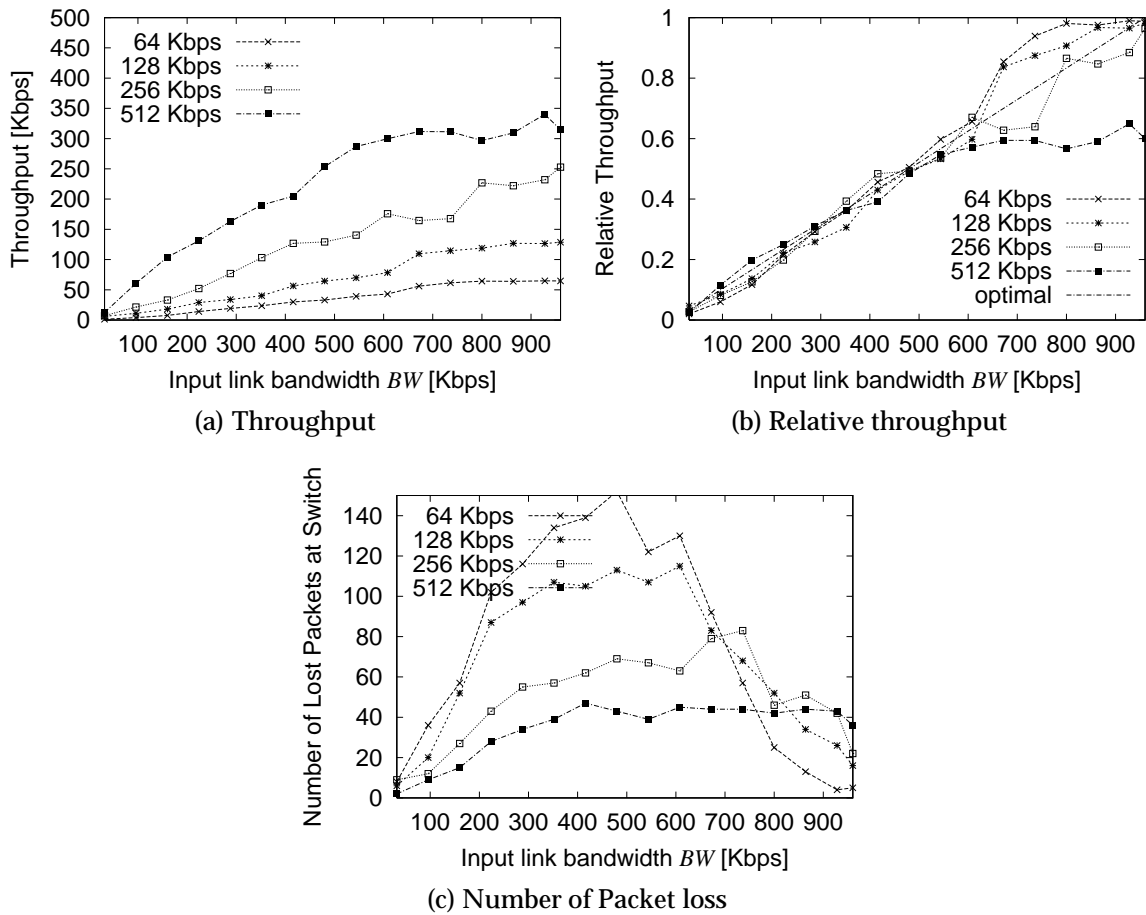 Throughput [Kbps]
500
450
400
350
300
250
200
150
100
50
0
64 Kbps
128 Kbps
256 Kbps
512 Kbps
100 200 300 400 500 600 700 800 900
Input link bandwidth BW [Kbps]
(a) Throughput
Relative Throughput
1
0.8
0.6
0.4
0.2
0
64 Kbps
128 Kbps
256 Kbps
512 Kbps
optimal
100 200 300 400 500 600 700 800 900
Input link bandwidth BW [Kbps]
(b) Relative throughput
Number of Lost Packets at Switch
140
120
100
80
60
40
20
0
64 Kbps
128 Kbps
256 Kbps
512 Kbps
100 200 300 400 500 600 700 800 900
Input link bandwidth BW [Kbps]
(c) Number of Packet loss